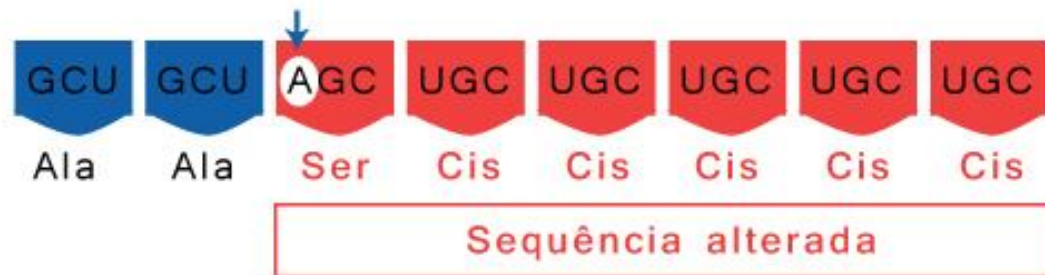 GCU GCU AGC UGC UGC UGC UGC UGC
Ala Ala Ser Cis Cis Cis Cis Cis
Sequência alterada